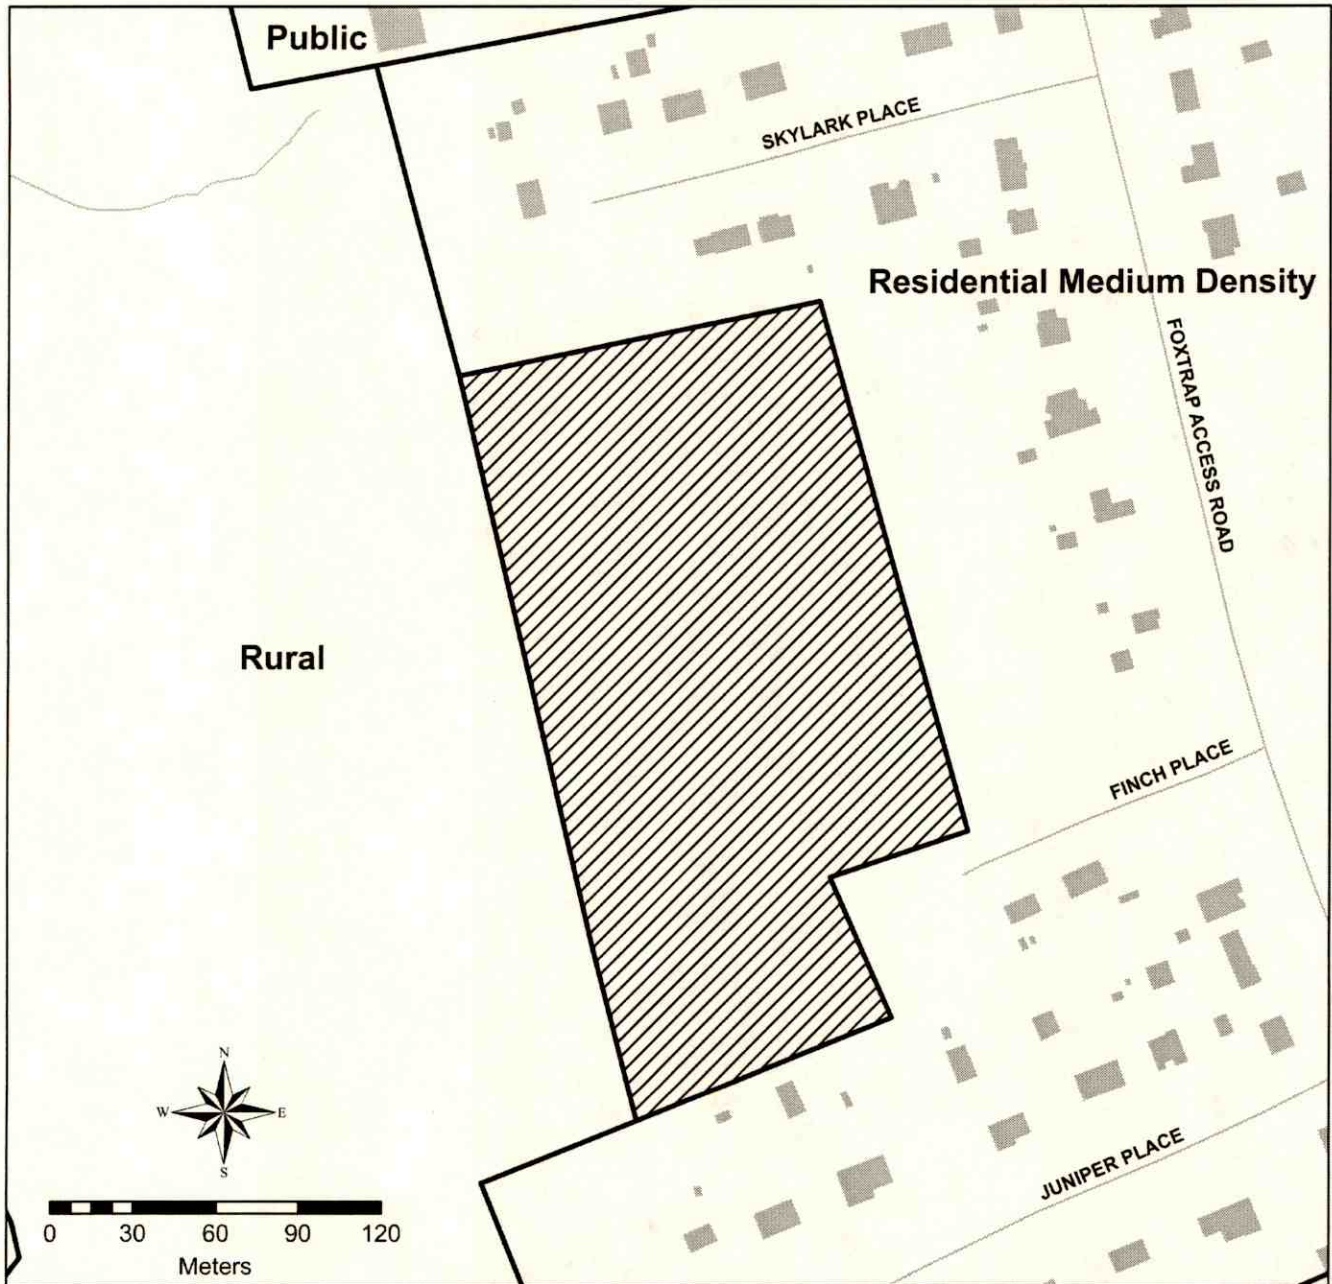 Public
SKYLARK PLACE
Residential Medium Density
FOXTRAP ACCESS ROAD
Rural
FINCH PLACE
N
W E
S
JUNIPER PLACE
0 30 60 90 120
Meters